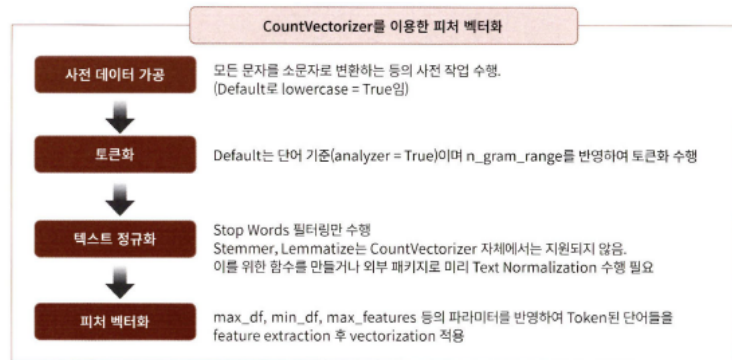 CountVectorizer를 이용한 피처 벡터화
사전 데이터 가공
모든 문자를 소문자로 변환하는 등의 사전 작업 수행.
(Default로 lowercase = True임)
토큰화
Default는 단어 기준(analyzer = True)이며 n_gram_range를 반영하여 토큰화 수행
텍스트 정규화
Stop Words 필터링만 수행
Stemmer, Lemmatize는 CountVectorizer 자체에서는 지원되지 않음.
이를 위한 함수를 만들거나 외부 패키지로 미리 Text Normalization 수행 필요
피처 벡터화
max_df, min_df, max_features 등의 파라미터를 반영하여 Token된 단어들을
feature extraction 후 vectorization 적용